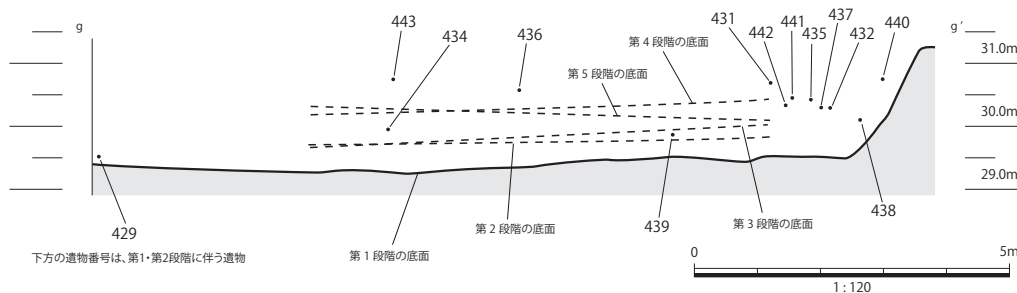 g
443
434
436
431
442
441
435
437
432
440
g'
31.0m
第4段階の底面
第5段階の底面
30.0m
29.0m
429
439
438
第2段階の底面
第3段階の底面
第1段階の底面
下方の遺物番号は、第1・第2段階に伴う遺物
0
5m
1 : 120